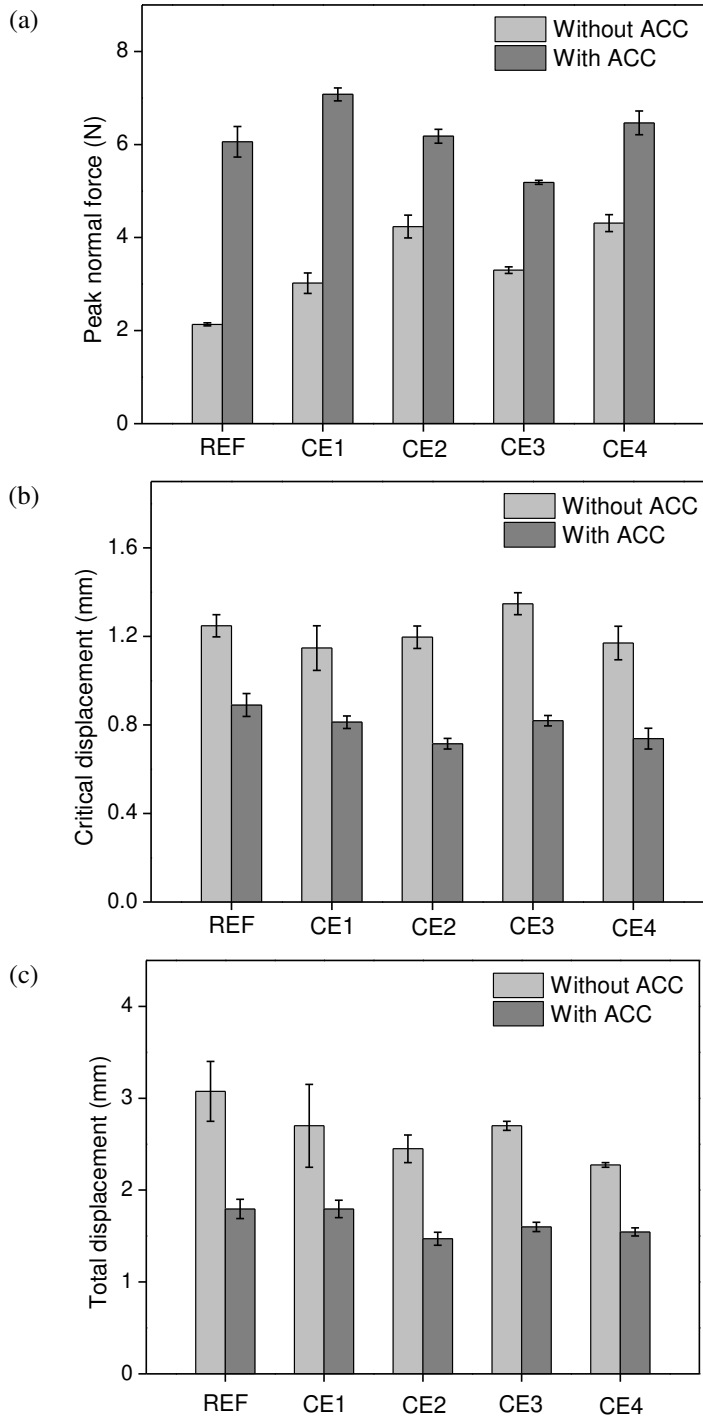 (a)
Peak normal force (N)
8
6
4
2
0
Without ACC
With ACC
REF CE1 CE2 CE3 CE4
(b)
Critical displacement (mm)
1.6
1.2
0.8
0.4
0.0
Without ACC
With ACC
REF CE1 CE2 CE3 CE4
(c)
Total displacement (mm)
4
3
2
1
0
Without ACC
With ACC
REF CE1 CE2 CE3 CE4